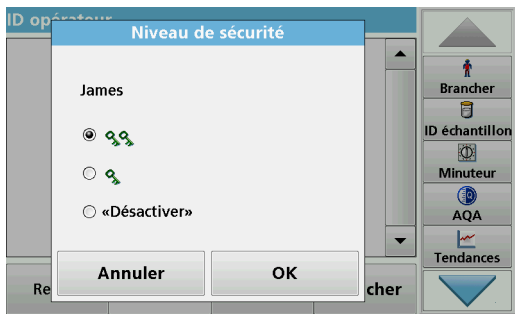 ID opérateur
Niveau de sécurité
James
«Désactiver»
Annuler
OK
Re
cher
Brancher
ID échantillon
Minuteur
AQA
Tendances